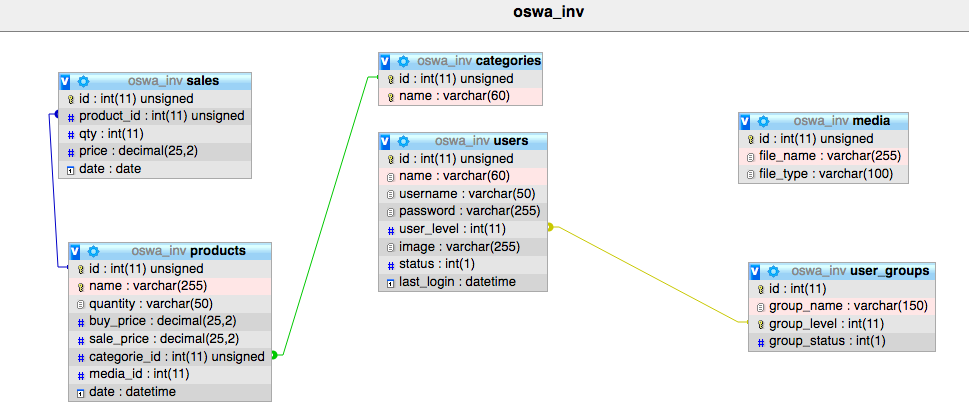 oswa_inv
oswa_inv sales
id : int(11) unsigned
product_id : int(11) unsigned
qty : int(11)
price : decimal(25,2)
date : date
oswa_inv products
id : int(11) unsigned
name : varchar(255)
quantity : varchar(50)
buy_price : decimal(25,2)
sale_price : decimal(25,2)
categorie_id : int(11) unsigned
media_id : int(11)
date : datetime
oswa_inv categories
id : int(11) unsigned
name : varchar(60)
oswa_inv users
id : int(11) unsigned
name : varchar(60)
username : varchar(50)
password : varchar(255)
user_level : int(11)
image : varchar(255)
status : int(1)
last_login : datetime
oswa_inv media
id : int(11) unsigned
file_name : varchar(255)
file_type : varchar(100)
oswa_inv user_groups
id : int(11)
group_name : varchar(150)
group_level : int(11)
group_status : int(1)